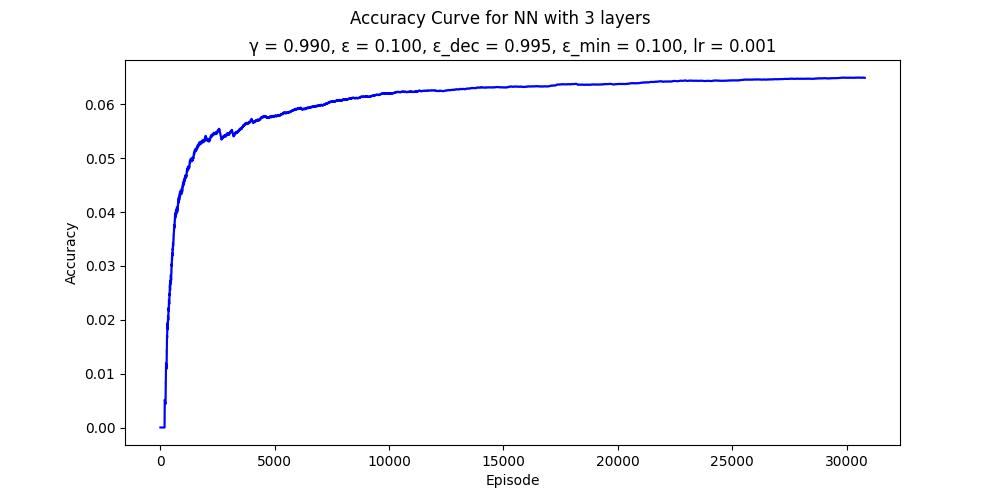 Accuracy Curve for NN with 3 layers
γ = 0.990, ε = 0.100, ε_dec = 0.995, ε_min = 0.100, lr = 0.001
0.06
0.05
0.04
0.03
0.02
0.01
0.00
Accuracy
0 5000 10000 15000 20000 25000 30000
Episode